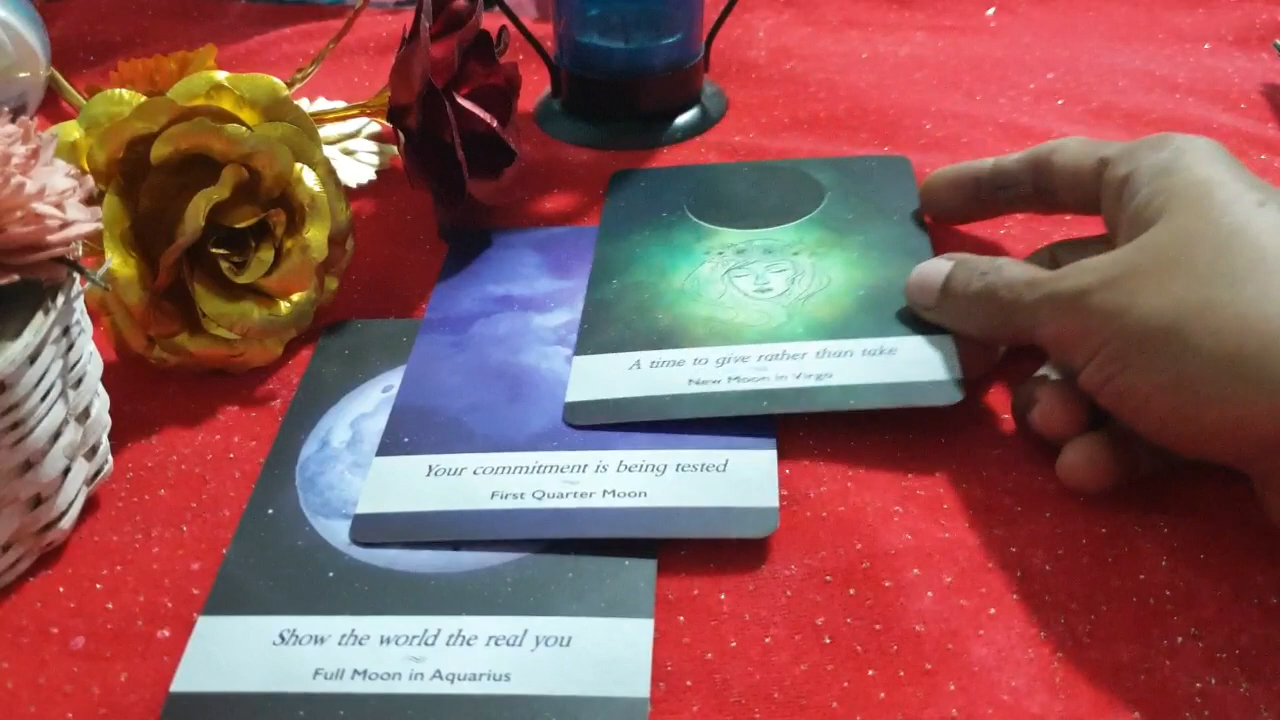 A time to give rather than take
New Moon in Virgo
Your commitment is being tested
First Quarter Moon
Show the world the real you
Full Moon in Aquarius